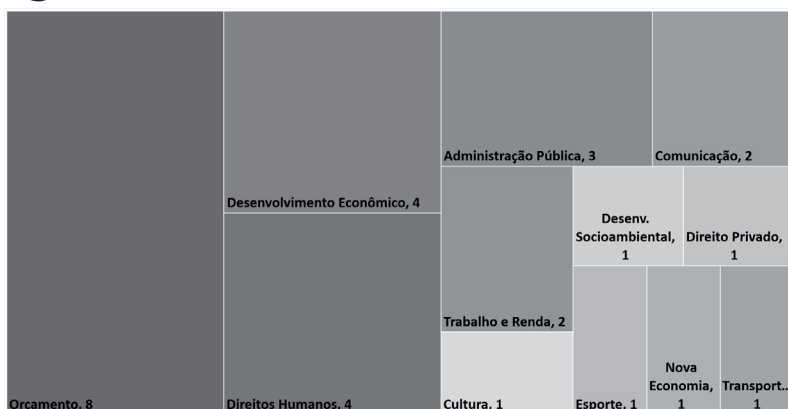 Orçamento, 8
Desenvolvimento Econômico, 4
Direitos Humanos, 4
Administração Pública, 3
Comunicação, 2
Trabalho e Renda, 2
Cultura, 1
Desenv.
Socioambiental,
1
Direito Privado,
1
Esporte, 1
Nova
Economia,
1
Transport...
1